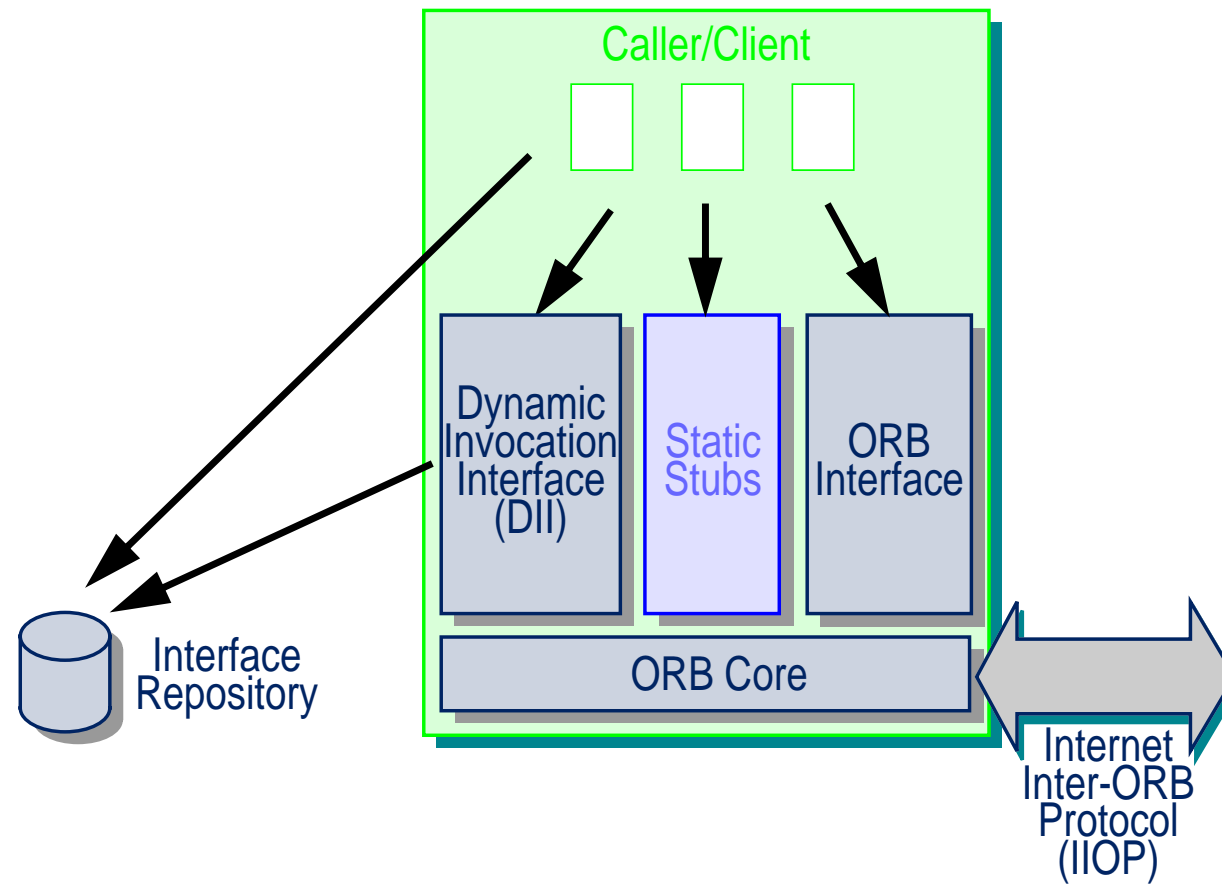 Caller/Client
Dynamic
Invocation
Interface
(DII)
Static
Stubs
ORB
Interface
Interface
Repository
ORB Core
Internet
Inter-ORB
Protocol
(IIOP)